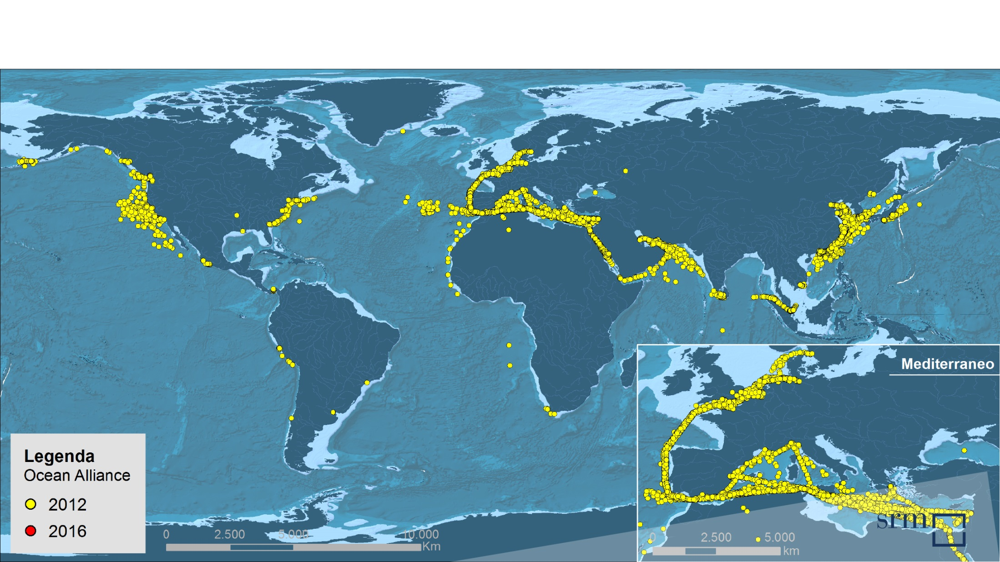 Mediterraneo
Legenda
Ocean Alliance
2012
2016
0 2.500 5.000 10.000
Km
srm
0 2.500 5.000
km